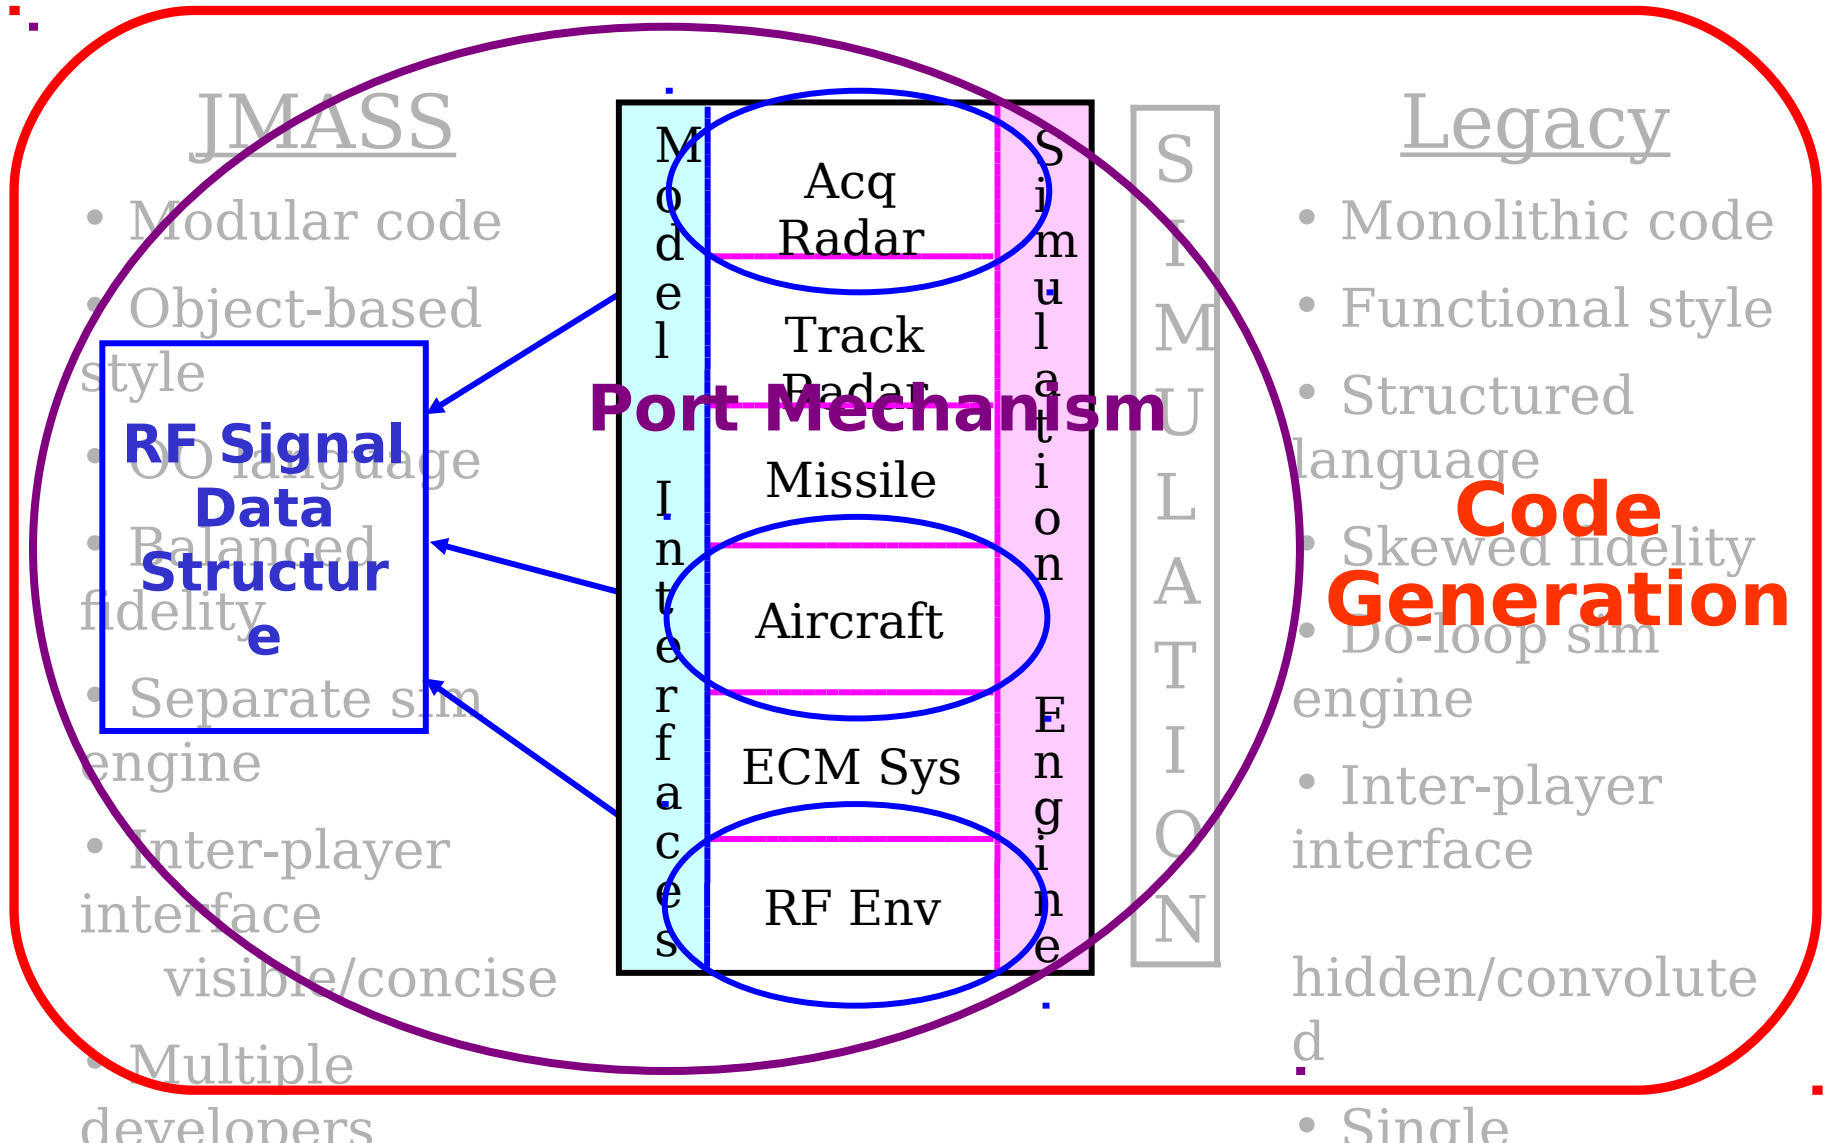 JMASS
• Modular code
• Object-based
style
• OO language
• Balanced
fidelity
• Separate sim
engine
• Inter-player
interface
visible/concise
• Multiple
developers
RF Signal
Data
Structur
e
Model Interfaces
Acq
Radar
Track
Radar
Missile
Aircraft
ECM Sys
RF Env
Simulation Engine
Port Mechanism
SIMULATION
Legacy
• Monolithic code
• Functional style
• Structured
language
• Skewed fidelity
• Do-loop sim
engine
• Inter-player
interface
hidden/convolute
d
• Single
Code
Generation